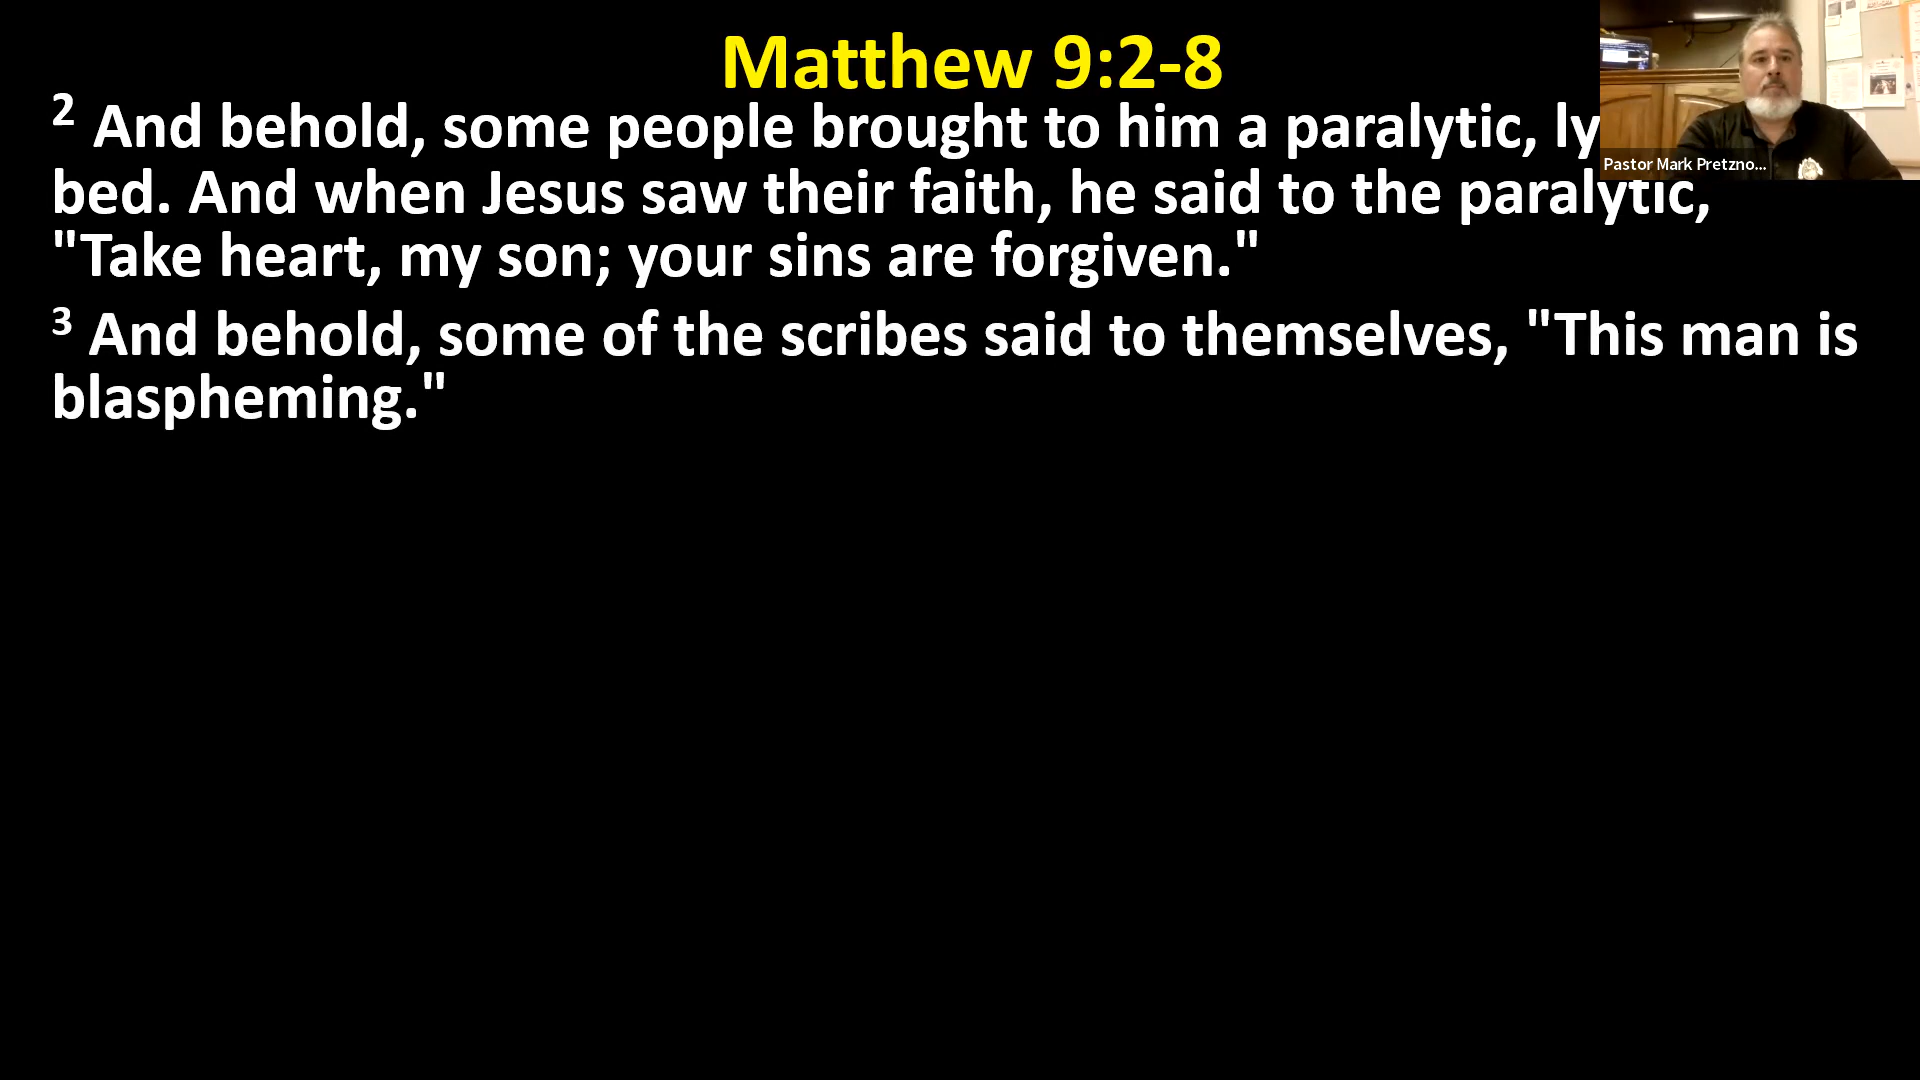 Matthew 9:2-8
2 And behold, some people brought to him a paralytic, ly
bed. And when Jesus saw their faith, he said to the paralytic,
"Take heart, my son; your sins are forgiven."
3 And behold, some of the scribes said to themselves, "This man is
blaspheming."
Pastor Mark Pretzno...